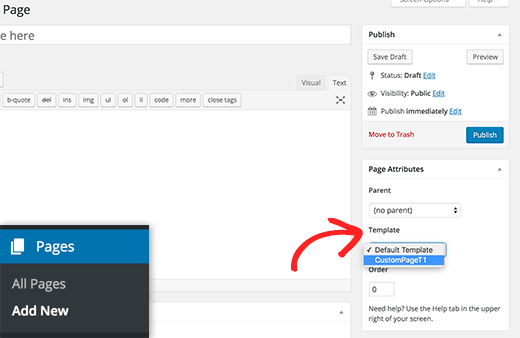 Screen Options
Help
Page
e here
Visual
Text
b-quote
del
ins
img
ul
ol
li
code
more
close tags
Publish
Save Draft
Preview
Status: Draft Edit
Visibility: Public Edit
Publish immediately Edit
Move to Trash
Publish
Page Attributes
Parent
(no parent)
Template
✓ Default Template
CustomPageT1
Order
0
Need help? Use the Help tab in the upper
right of your screen.
Pages
All Pages
Add New